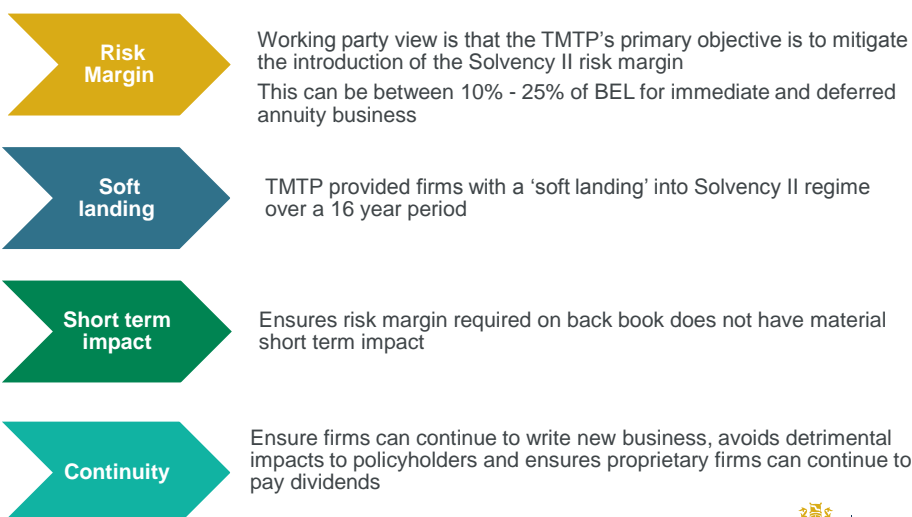 Risk
Margin
Working party view is that the TMTP's primary objective is to mitigate
the introduction of the Solvency II risk margin
This can be between 10% - 25% of BEL for immediate and deferred
annuity business
Soft
landing
TMTP provided firms with a 'soft landing' into Solvency II regime
over a 16 year period
Short term
impact
Ensures risk margin required on back book does not have material
short term impact
Continuity
Ensure firms can continue to write new business, avoids detrimental
impacts to policyholders and ensures proprietary firms can continue to
pay dividends